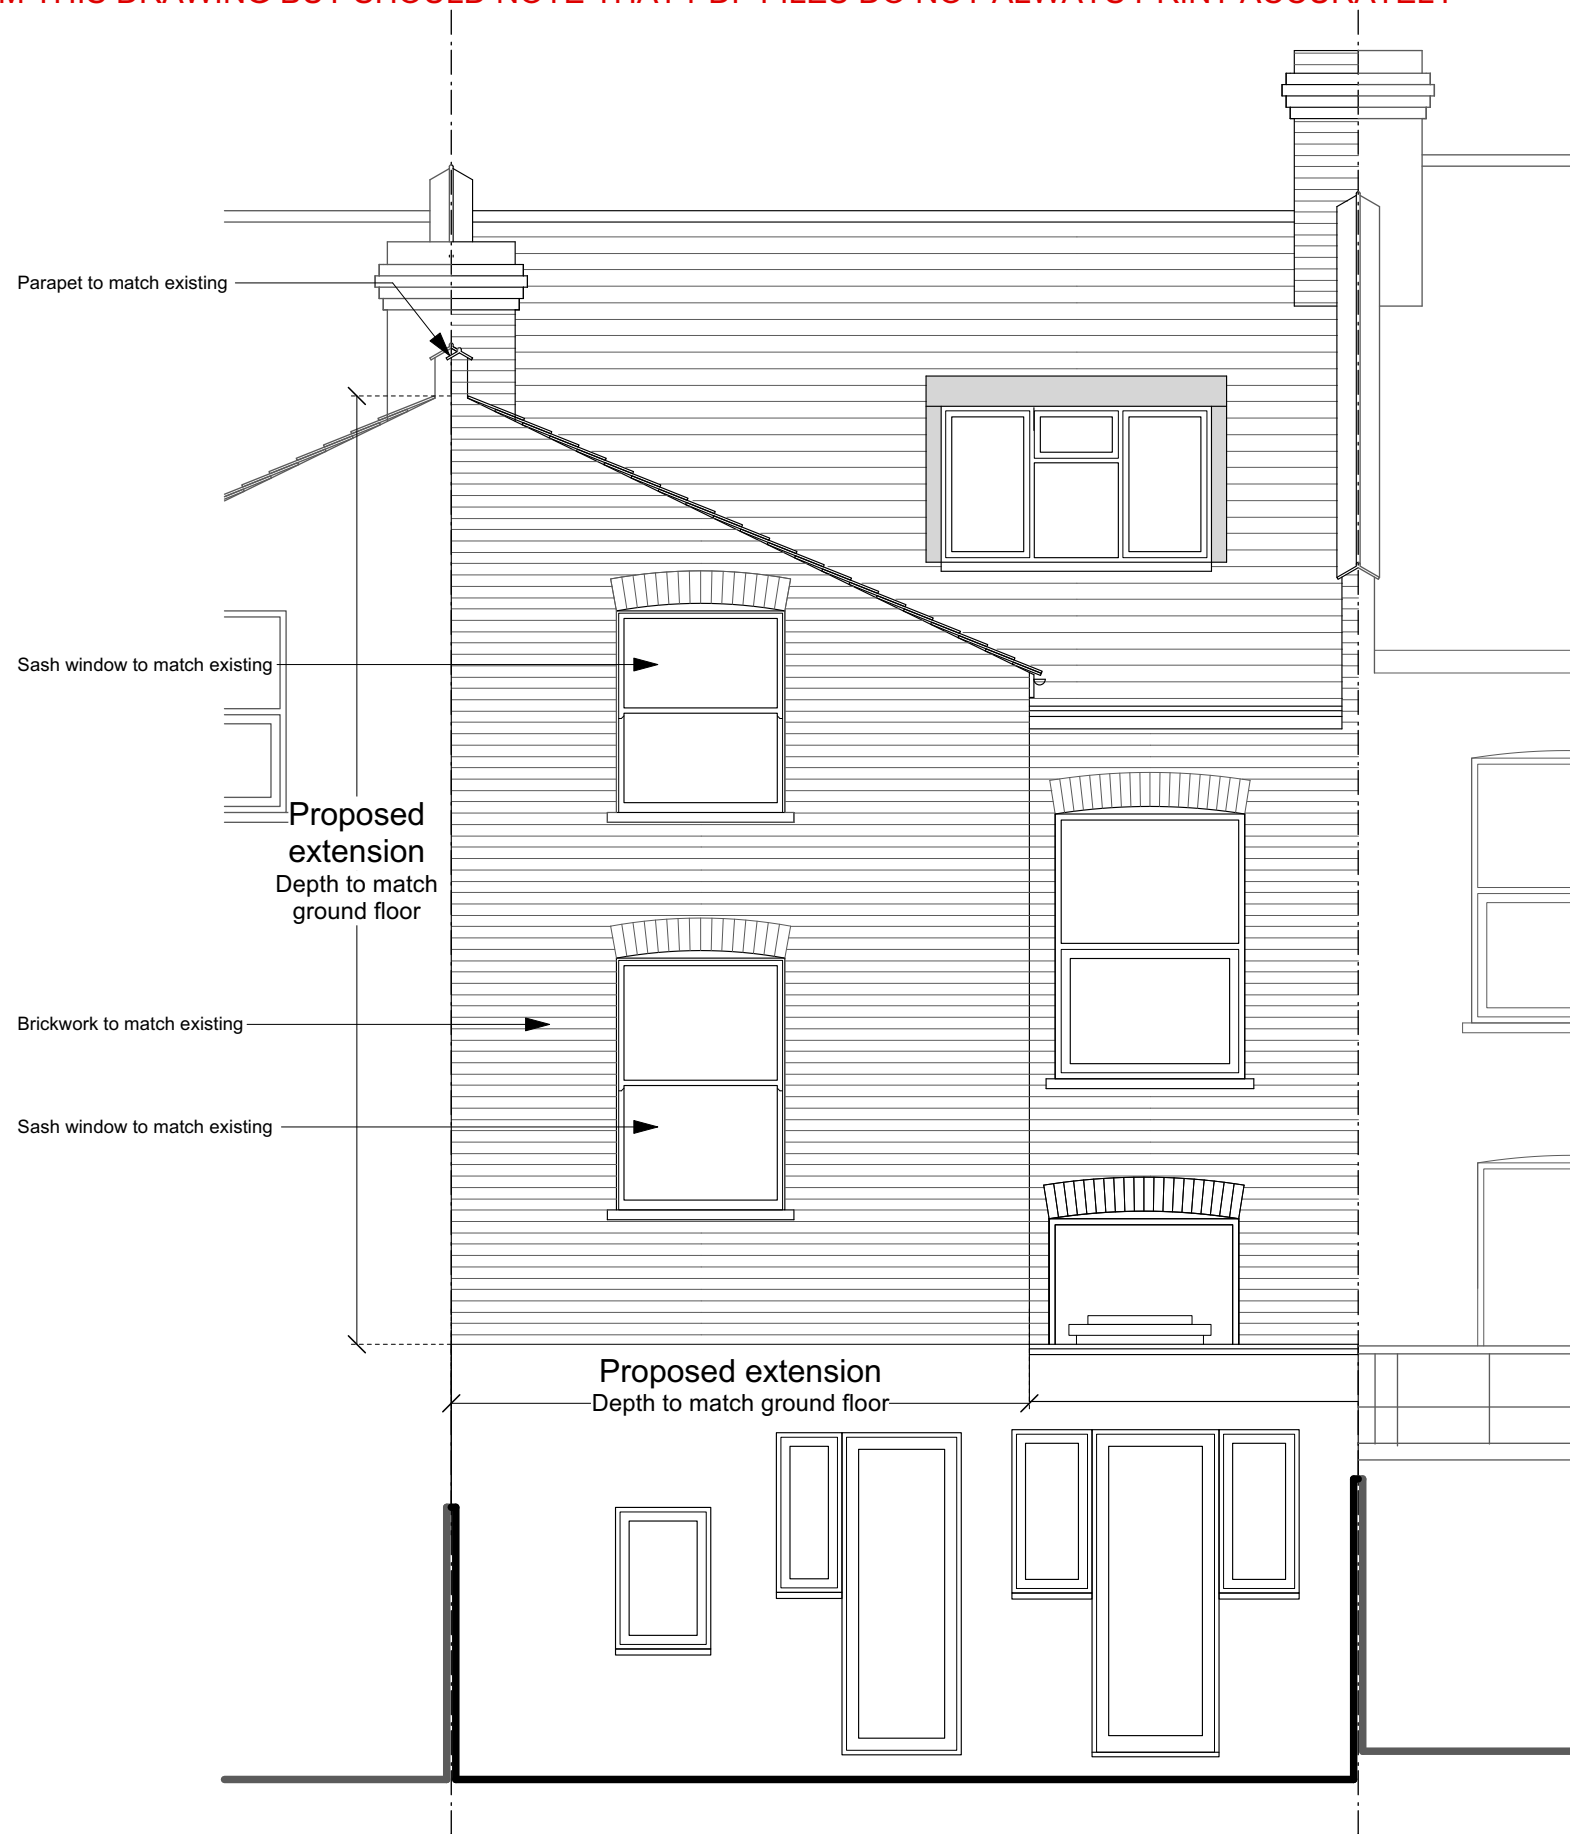 THIS DRAWING BUT SHOULD NOTE THAT PDF FILES DO NOT ALWAYS PRINT ACCURATELY
Parapet to match existing
Sash window to match existing
Proposed
extension
Depth to match
ground floor
Brickwork to match existing
Sash window to match existing
Proposed extension
Depth to match ground floor